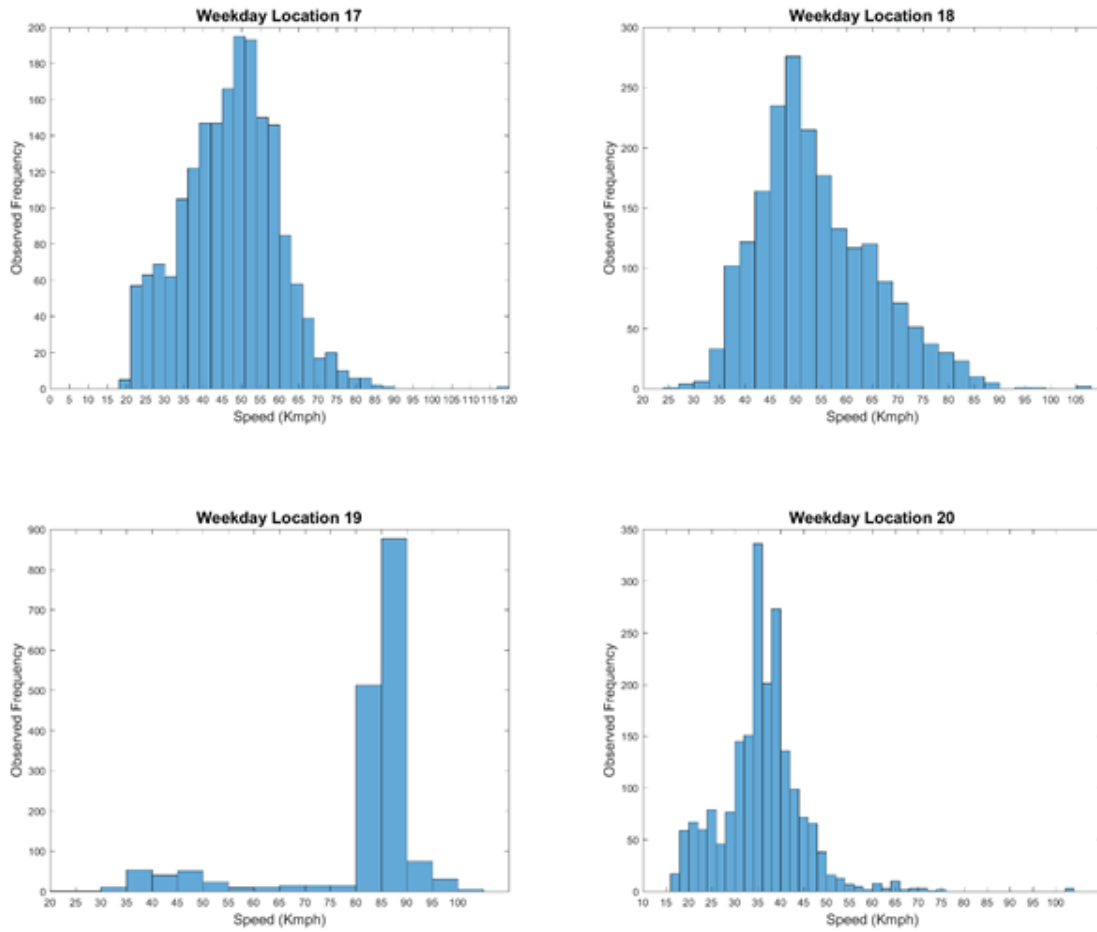 Weekday Location 17
200
180
160
140
120
100
80
60
40
20
0
Observed Frequency
0 5 10 15 20 25 30 35 40 45 50 55 60 65 70 75 80 85 90 95 100 105 110 115 120
Speed (Kmph)
Weekday Location 18
300
250
200
150
100
50
0
Observed Frequency
20 25 30 35 40 45 50 55 60 65 70 75 80 85 90 95 100 105
Speed (Kmph)
Weekday Location 19
900
800
700
600
500
400
300
200
100
0
Observed Frequency
20 25 30 35 40 45 50 55 60 65 70 75 80 85 90 95 100
Speed (Kmph)
Weekday Location 20
350
300
250
200
150
100
50
0
Observed Frequency
10 15 20 25 30 35 40 45 50 55 60 65 70 75 80 85 90 95 100 105
Speed (Kmph)